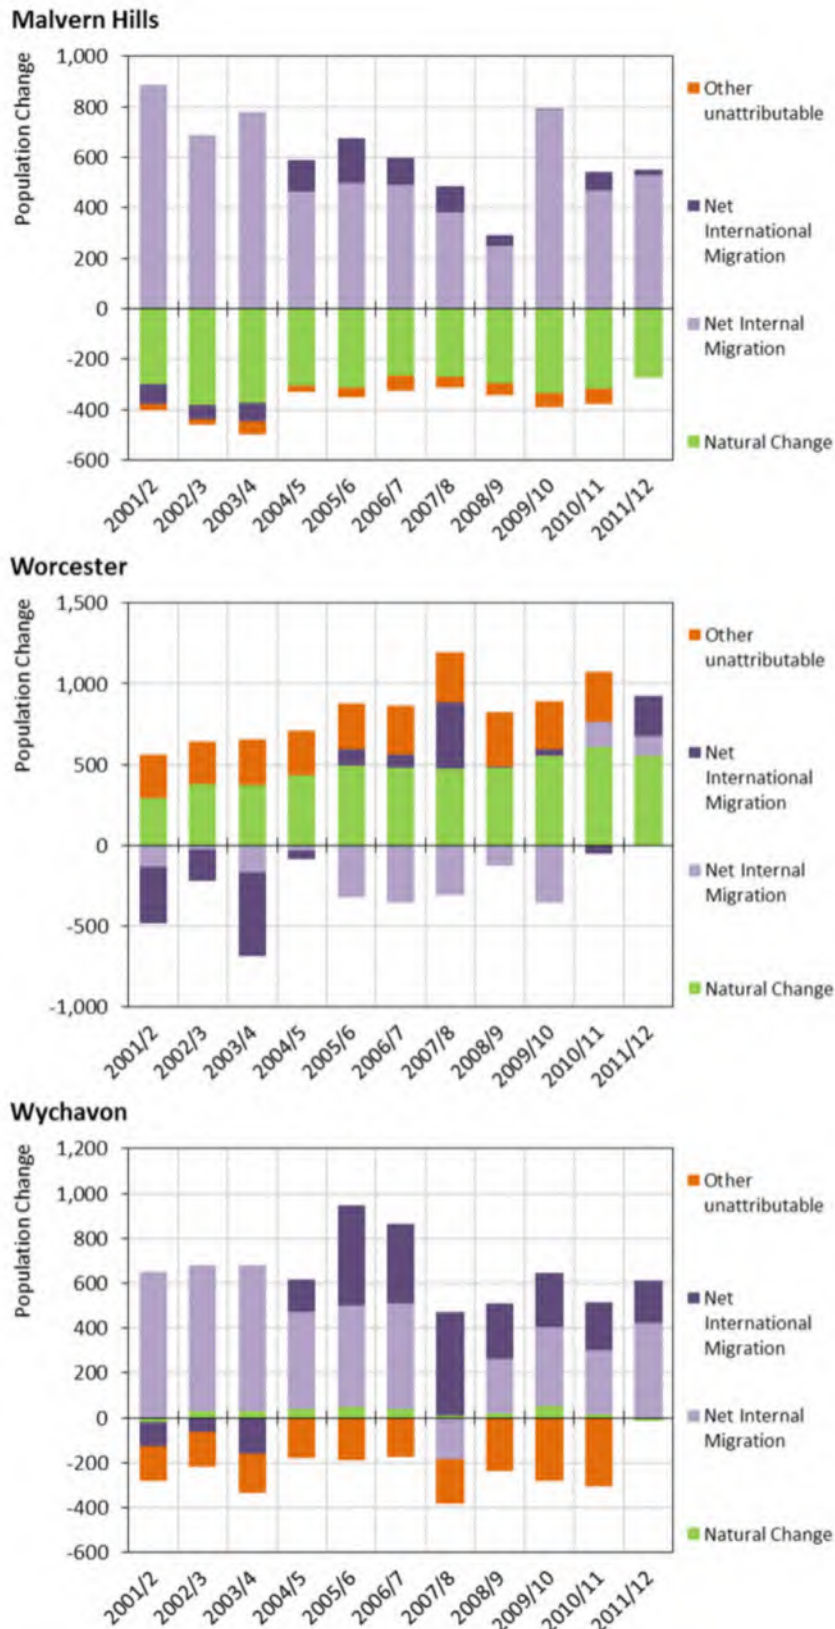 Malvern Hills
Population Change
1,000
800
600
400
200
0
-200
-400
-600
2001/2
2002/3
2003/4
2004/5
2005/6
2006/7
2007/8
2008/9
2009/10
2010/11
2011/12
Other
unattributable
Net
International
Migration
Net Internal
Migration
Natural Change
Worcester
Population Change
1,500
1,000
500
0
-500
-1,000
2001/2
2002/3
2003/4
2004/5
2005/6
2006/7
2007/8
2008/9
2009/10
2010/11
2011/12
Other
unattributable
Net
International
Migration
Net Internal
Migration
Natural Change
Wychavon
Population Change
1,200
1,000
800
600
400
200
0
-200
-400
-600
2001/2
2002/3
2003/4
2004/5
2005/6
2006/7
2007/8
2008/9
2009/10
2010/11
2011/12
Other
unattributable
Net
International
Migration
Net Internal
Migration
Natural Change